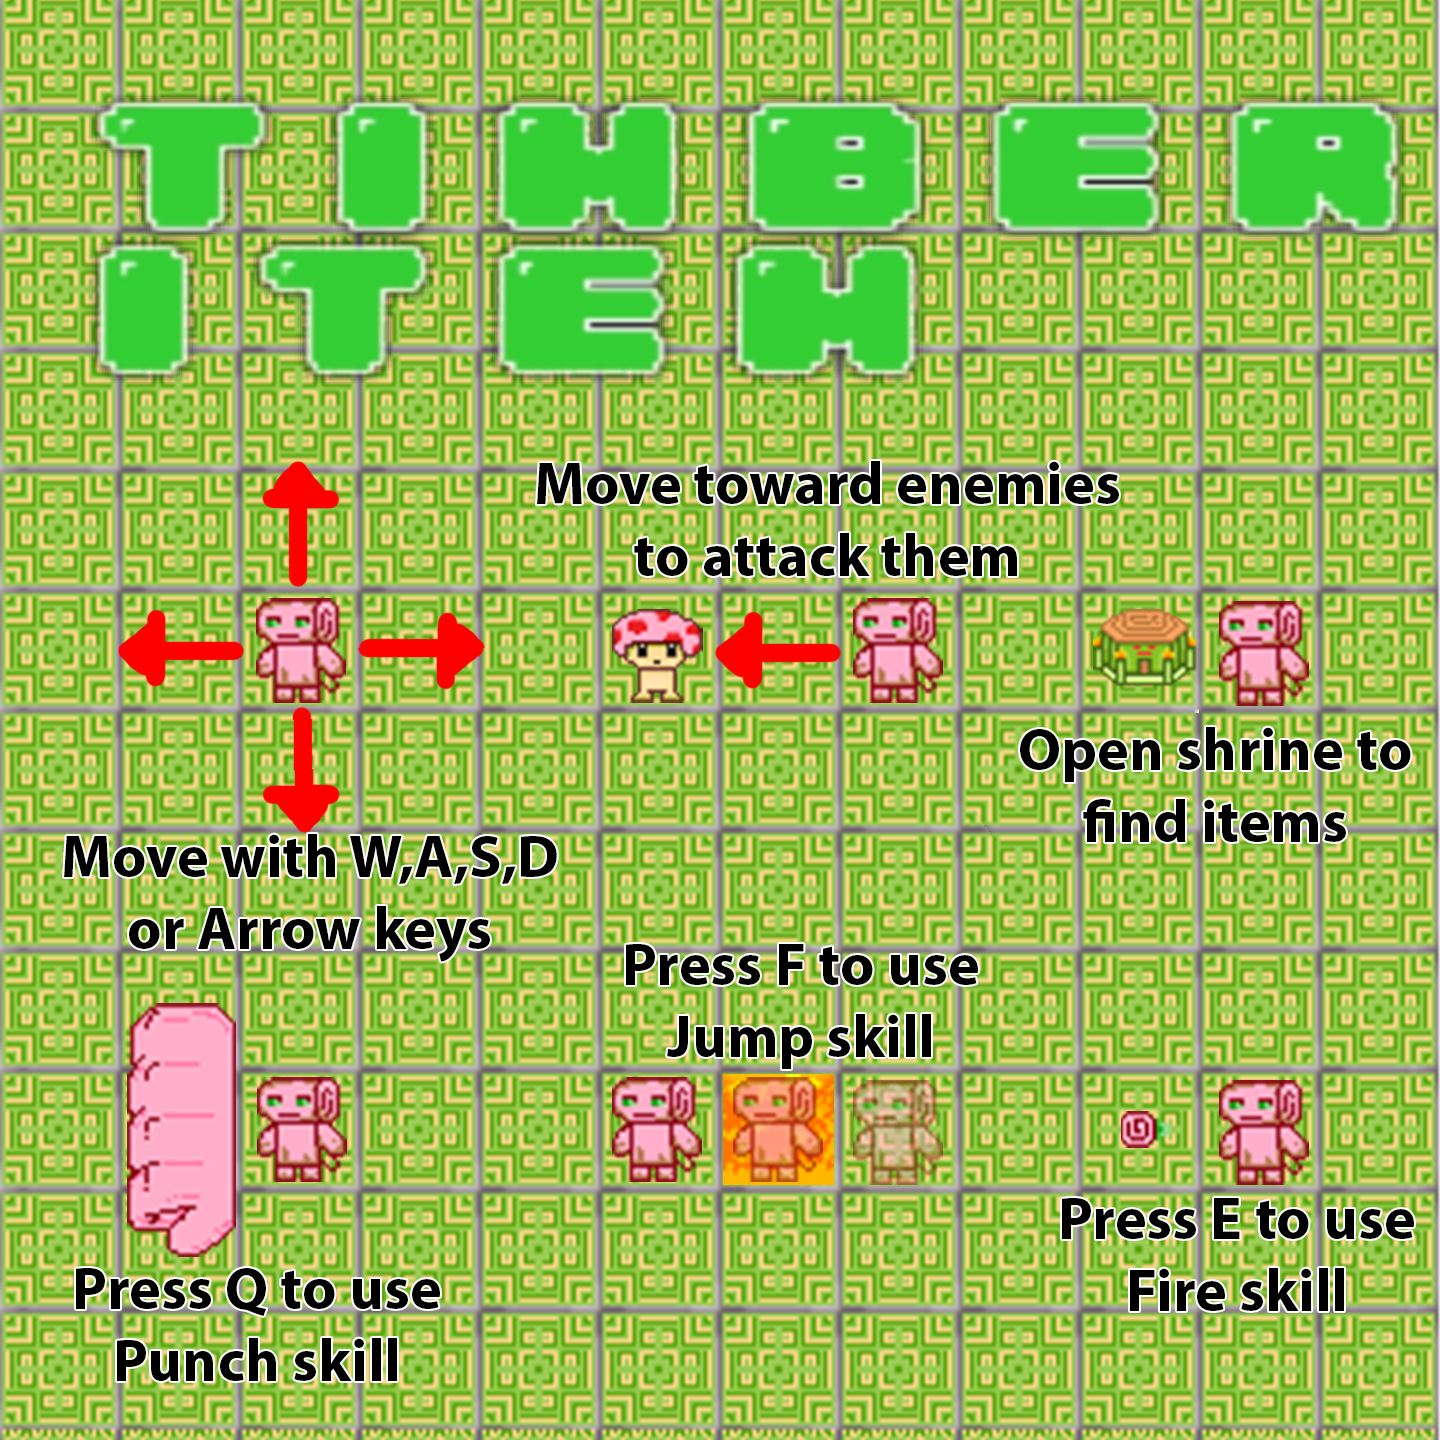 TIMBER
ITEM
Move toward enemies
to attack them
Open shrine to
find items
Move with W,A,S,D
or Arrow keys
Press F to use
Jump skill
Press Q to use
Punch skill
Press E to use
Fire skill